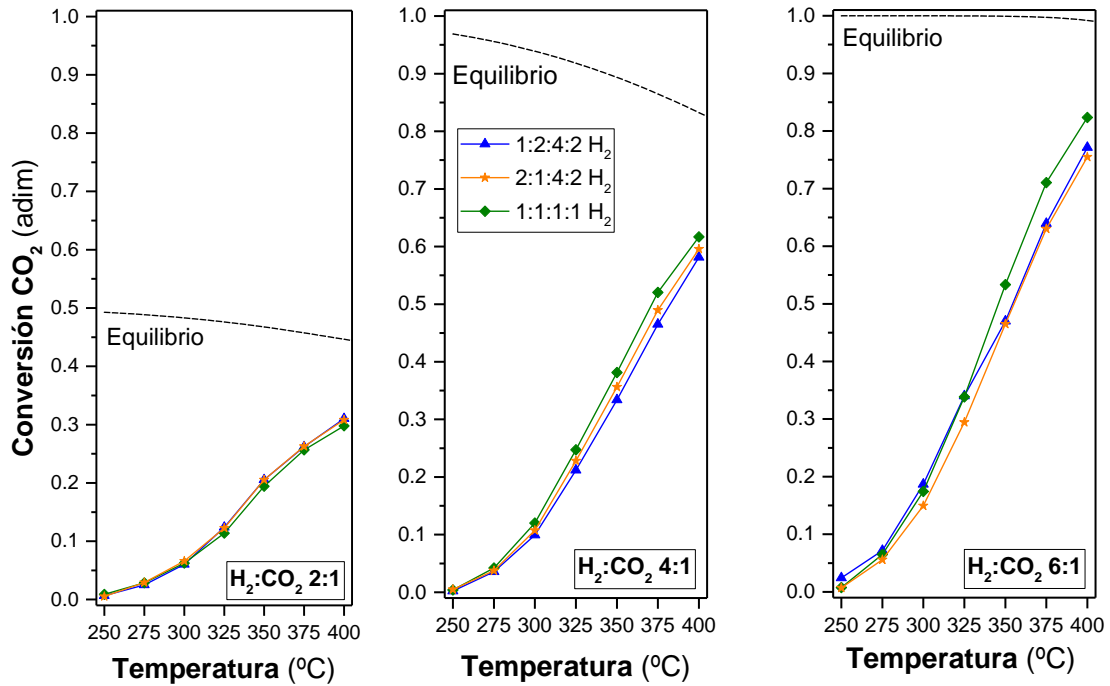 Conversión CO₂ (adim)
1.0
0.9
0.8
0.7
0.6
0.5
0.4
0.3
0.2
0.1
0.0
Equilibrio
H₂:CO₂ 2:1
250 275 300 325 350 375 400
Temperatura (ºC)
1.0
0.9
0.8
0.7
0.6
0.5
0.4
0.3
0.2
0.1
0.0
Equilibrio
1:2:4:2 H₂
2:1:4:2 H₂
1:1:1:1 H₂
H₂:CO₂ 4:1
250 275 300 325 350 375 400
Temperatura (ºC)
1.0
0.9
0.8
0.7
0.6
0.5
0.4
0.3
0.2
0.1
0.0
Equilibrio
H₂:CO₂ 6:1
250 275 300 325 350 375 400
Temperatura (ºC)